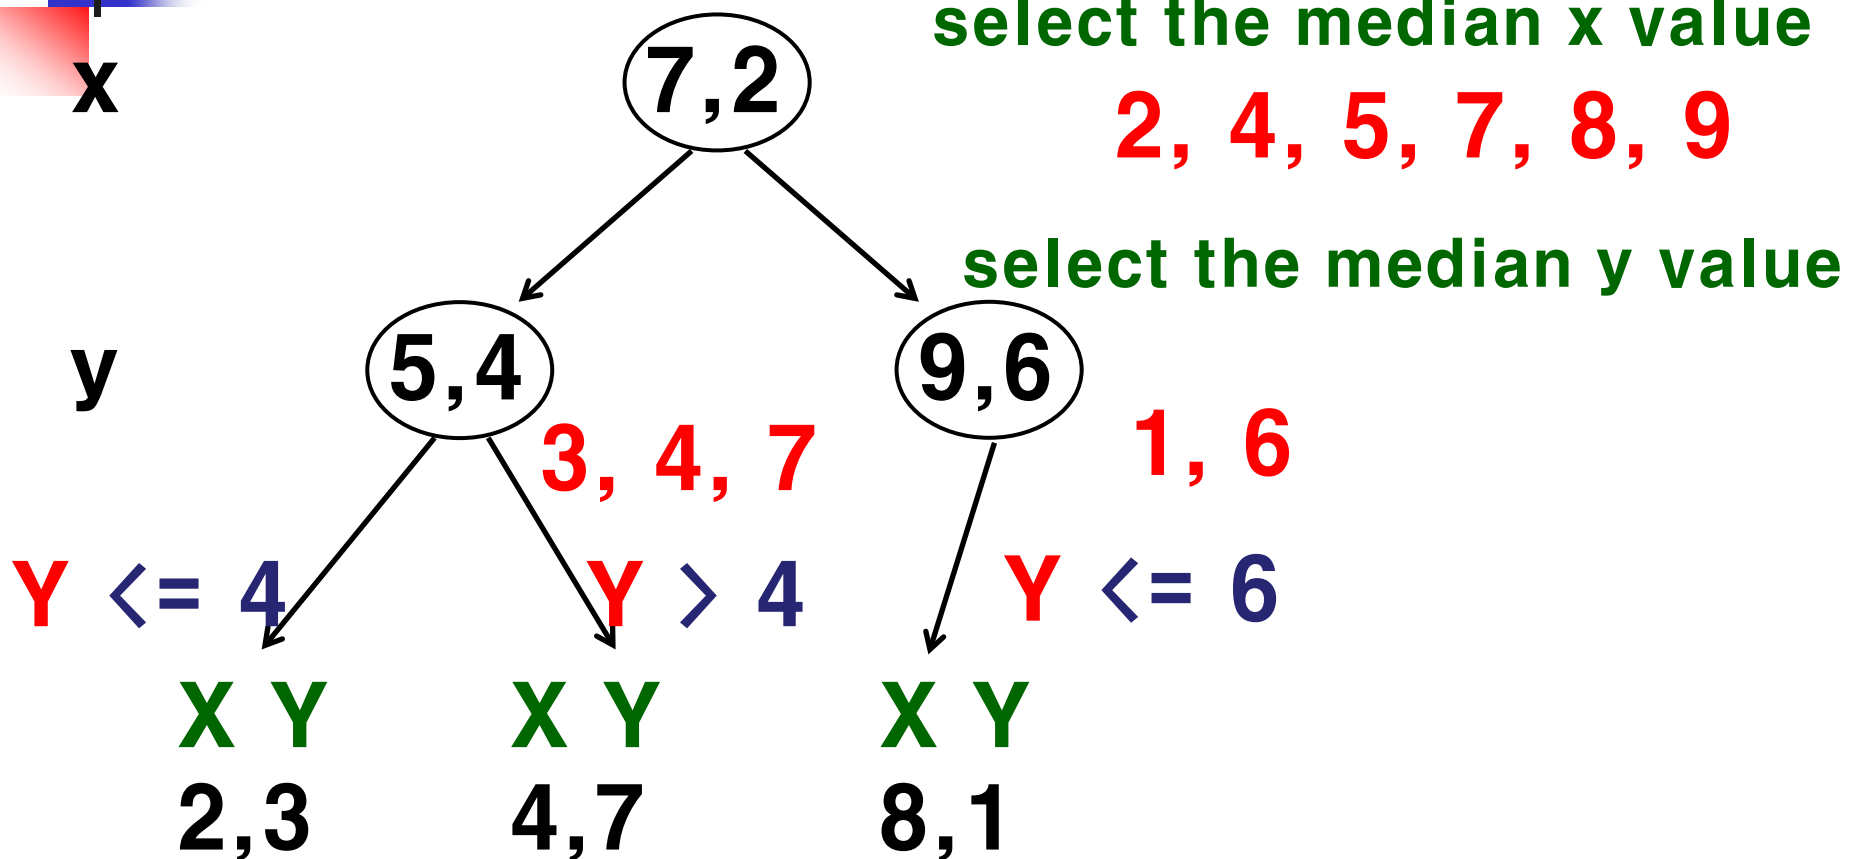 select the median x value
x
7,2
2, 4, 5, 7, 8, 9
select the median y value
y
5,4
9,6
3, 4, 7
1, 6
Y <= 4
Y > 4
Y <= 6
X Y
X Y
X Y
2,3
4,7
8,1